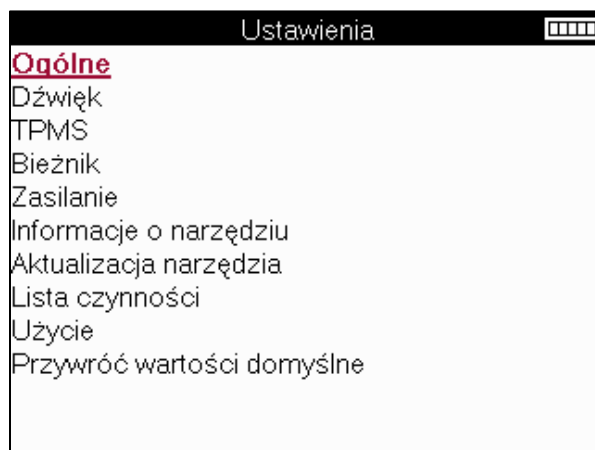 Ustawienia
Ogólne
Dźwięk
TPMS
Bieżnik
Zasilanie
Informacje o narzędziu
Aktualizacja narzędzia
Lista czynności
Użycie
Przywróć wartości domyślne